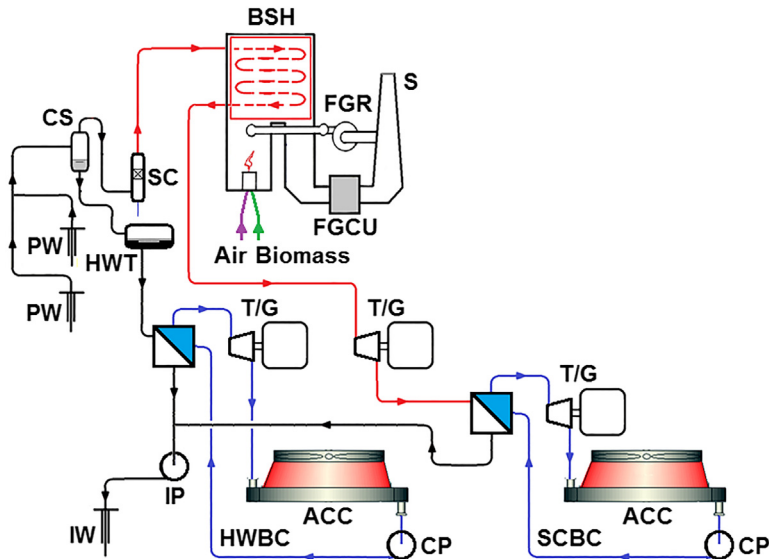 BSH
S
FGR
CS
SC
FGCU
PW
HWT
Air Biomass
PW
T/G
T/G
T/G
IP
ACC
ACC
IW
HWBC
CP
SCBC
CP